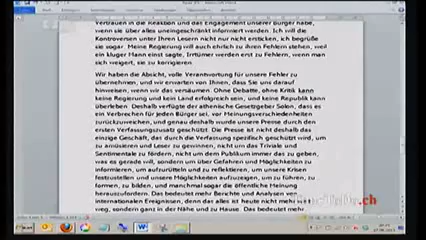 Vertrauen in die Reaktion und das Engagement unserer Bürger habe,
wenn sie über alles uneingeschränkt informiert werden. Ich will die
Kontroversen unter Ihren Lesern nicht nur nicht ersticken, ich begrüße
sie sogar. Meine Regierung will auch ehrlich zu ihren Fehlern stehen, weil
ein kluger Mann einst sagte, Irrtümer werden erst zu Fehlern, wenn man
sich weigert, sie zu korrigieren.
Wir haben die Absicht, volle Verantwortung für unsere Fehler zu
übernehmen, und wir erwarten von Ihnen, dass Sie uns darauf
hinweisen, wenn wir das versäumen. Ohne Debatte, ohne Kritik kann
keine Regierung und kein Land erfolgreich sein, und keine Republik kann
überleben. Deshalb verfügte der athenische Gesetzgeber Solon, dass es
ein Verbrechen für jeden Bürger sei, vor Meinungsverschiedenheiten
zurückzuweichen, und genau deshalb wurde unsere Presse durch den
ersten Verfassungszusatz geschützt. Die Presse ist nicht deshalb das
einzige Geschäft, das durch die Verfassung spezifisch geschützt wird, um
zu amüsieren und Leser zu gewinnen, nicht um das Triviale und
Sentimentale zu fördern, nicht um dem Publikum immer das zu geben,
was es gerade will, sondern um über Gefahren und Möglichkeiten zu
informieren, um aufzurütteln und zu reflektieren, um unsere Krisen
festzustellen und unsere Möglichkeiten aufzuzeigen, um zu führen, zu
formen, zu bilden, und manchmal sogar die öffentliche Meinung
herauszufordern. Das bedeutet mehr Berichte und Analysen von
internationalen Ereignissen, denn das alles ist heute nicht mehr
weg, sondern ganz in der Nähe und zu Hause. Das bedeutet mehr
.ch